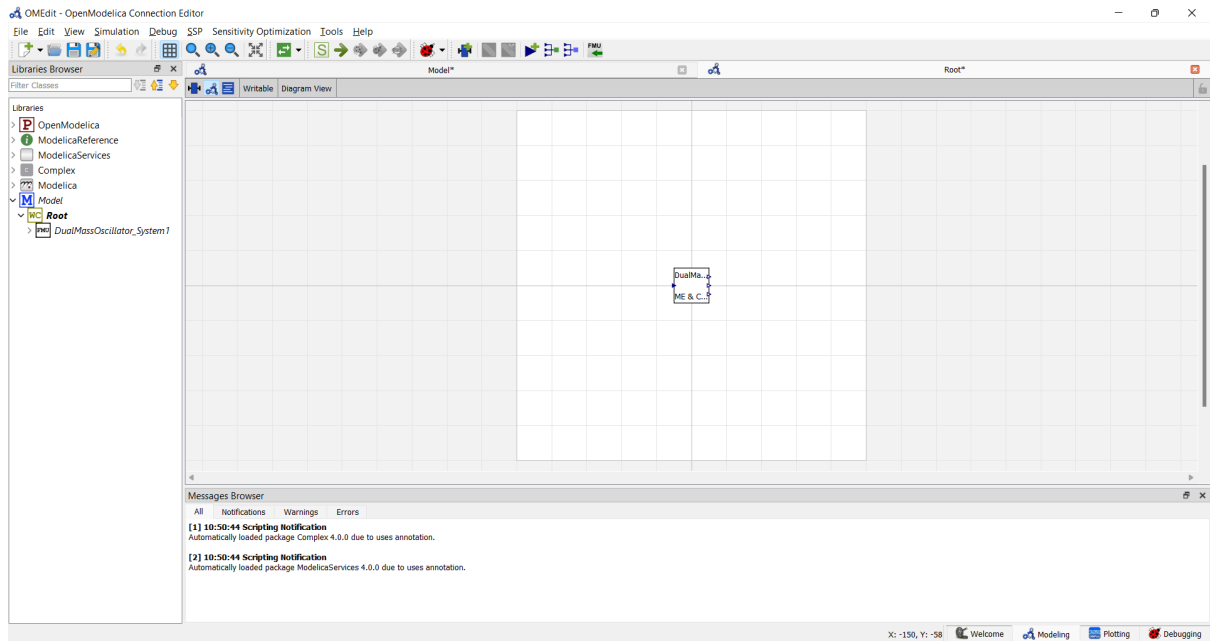 OMEdit - OpenModelica Connection Editor
File Edit View Simulation Debug SSP Sensitivity Optimization Tools Help
S
FMU
Libraries Browser
Model*
Root*
Filter Classes
Writable Diagram View
Libraries
P OpenModelica
i ModelicaReference
ModelicaServices
C Complex
Modelica
M Model
WC Root
FMU DualMassOscillator_System1
DualMa...
ME & C...
Messages Browser
All Notifications Warnings Errors
[1] 10:50:44 Scripting Notification
Automatically loaded package Complex 4.0.0 due to uses annotation.
[2] 10:50:44 Scripting Notification
Automatically loaded package ModelicaServices 4.0.0 due to uses annotation.
X: -150, Y: -58 Welcome Modeling Plotting Debugging